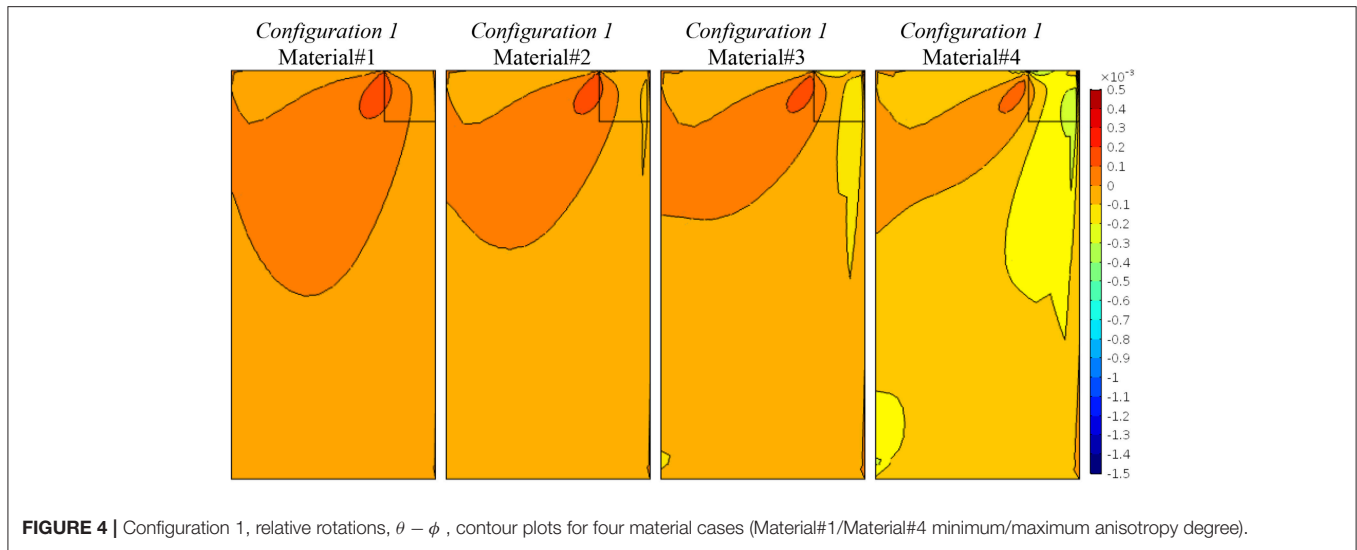 Configuration 1
Material#1
Configuration 1
Material#2
Configuration 1
Material#3
Configuration 1
Material#4
×10⁻³
0.5
0.4
0.3
0.2
0.1
0
-0.1
-0.2
-0.3
-0.4
-0.5
-0.6
-0.7
-0.8
-0.9
-1
-1.1
-1.2
-1.3
-1.4
-1.5
FIGURE 4 | Configuration 1, relative rotations, θ − ϕ , contour plots for four material cases (Material#1/Material#4 minimum/maximum anisotropy degree).